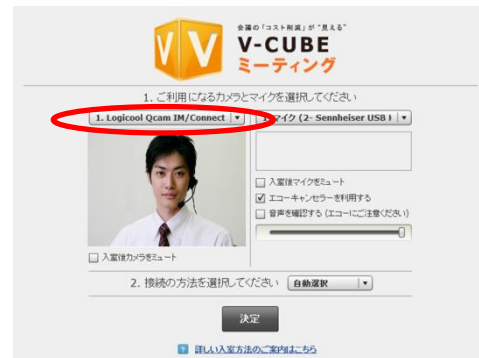 会議の「コスト削減」が"見える"
V-CUBE
ミーティング
1. ご利用になるカメラとマイクを選択してください
1. Logicool Qcam IM/Connect
1. マイク (2- Sennheiser USB H
入室後マイクをミュート
エコーキャンセラーを利用する
音声を確認する (エコーにご注意ください)
入室後カメラをミュート
2. 接続の方法を選択してください 自動選択
決定
? 詳しい入室方法のご案内はこちら